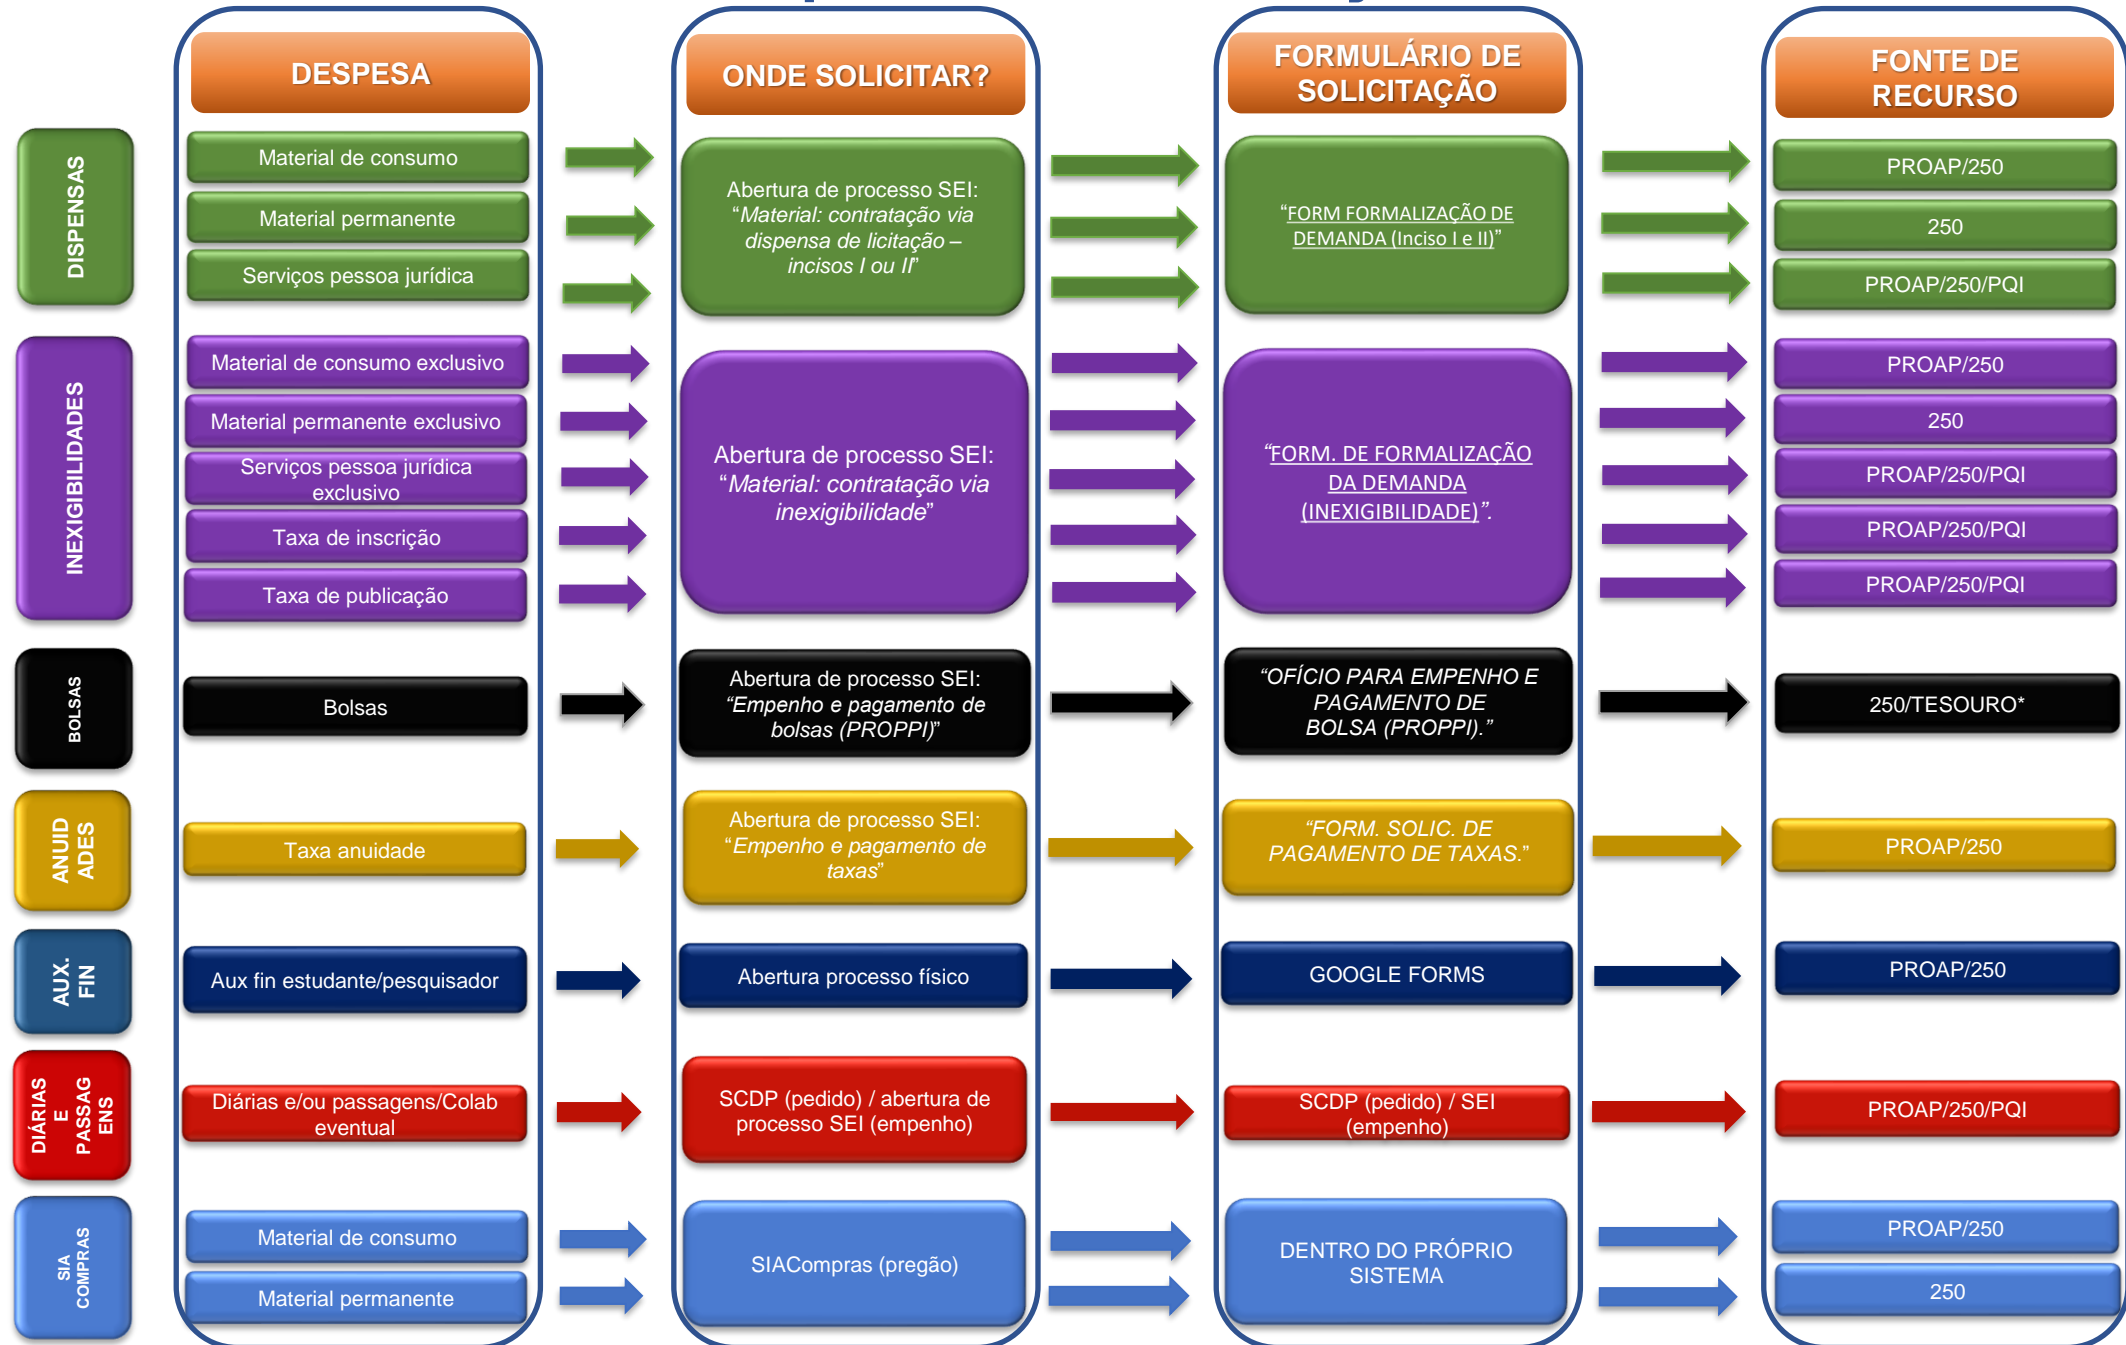 DESPESA
ONDE SOLICITAR?
FORMULÁRIO DE
SOLICITAÇÃO
FONTE DE
RECURSO
DISPENSAS
Material de consumo
Material permanente
Serviços pessoa jurídica
Abertura de processo SEI:
“Material: contratação via
dispensa de licitação –
incisos I ou II”
“FORM FORMALIZAÇÃO DE
DEMANDA (Inciso I e II)”
PROAP/250
250
PROAP/250/PQI
INEXIGIBILIDADES
Material de consumo exclusivo
Material permanente exclusivo
Serviços pessoa jurídica
exclusivo
Taxa de inscrição
Taxa de publicação
Abertura de processo SEI:
“Material: contratação via
inexigibilidade”
“FORM. DE FORMALIZAÇÃO
DA DEMANDA
(INEXIGIBILIDADE)”.
PROAP/250
250
PROAP/250/PQI
PROAP/250/PQI
PROAP/250/PQI
BOLSAS
Bolsas
Abertura de processo SEI:
“Empenho e pagamento de
bolsas (PROPPI)”
“OFÍCIO PARA EMPENHO E
PAGAMENTO DE
BOLSA (PROPPI).”
250/TESOURO*
ANUID
ADES
Taxa anuidade
Abertura de processo SEI:
“Empenho e pagamento de
taxas”
“FORM. SOLIC. DE
PAGAMENTO DE TAXAS.”
PROAP/250
AUX.
FIN
Aux fin estudante/pesquisador
Abertura processo físico
GOOGLE FORMS
PROAP/250
DIÁRIAS
E
PASSAG
ENS
Diárias e/ou passagens/Colab
eventual
SCDP (pedido) / abertura de
processo SEI (empenho)
SCDP (pedido) / SEI
(empenho)
PROAP/250/PQI
SIA
COMPRAS
Material de consumo
Material permanente
SIACompras (pregão)
DENTRO DO PRÓPRIO
SISTEMA
PROAP/250
250